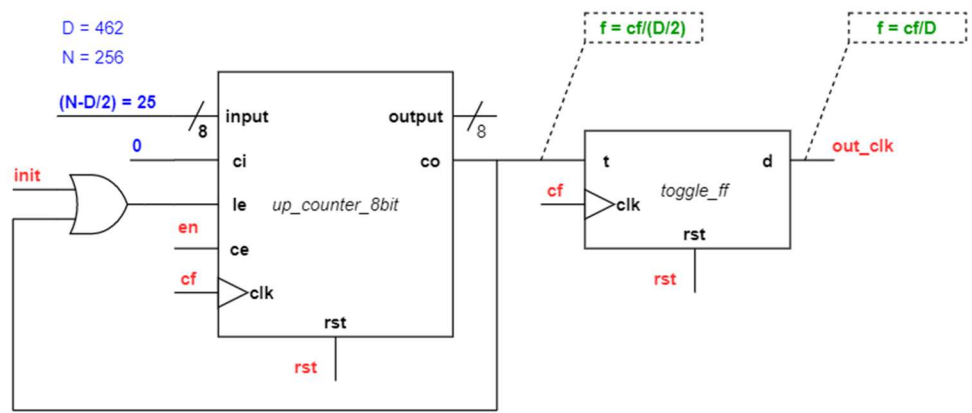 D = 462
N = 256
(N-D/2) = 25
0
init
en
cf
8
input
ci
le
ce
clk
rst
output
co
up_counter_8bit
8
rst
f = cf/(D/2)
f = cf/D
t
d
cf
clk
toggle_ff
rst
out_clk
rst